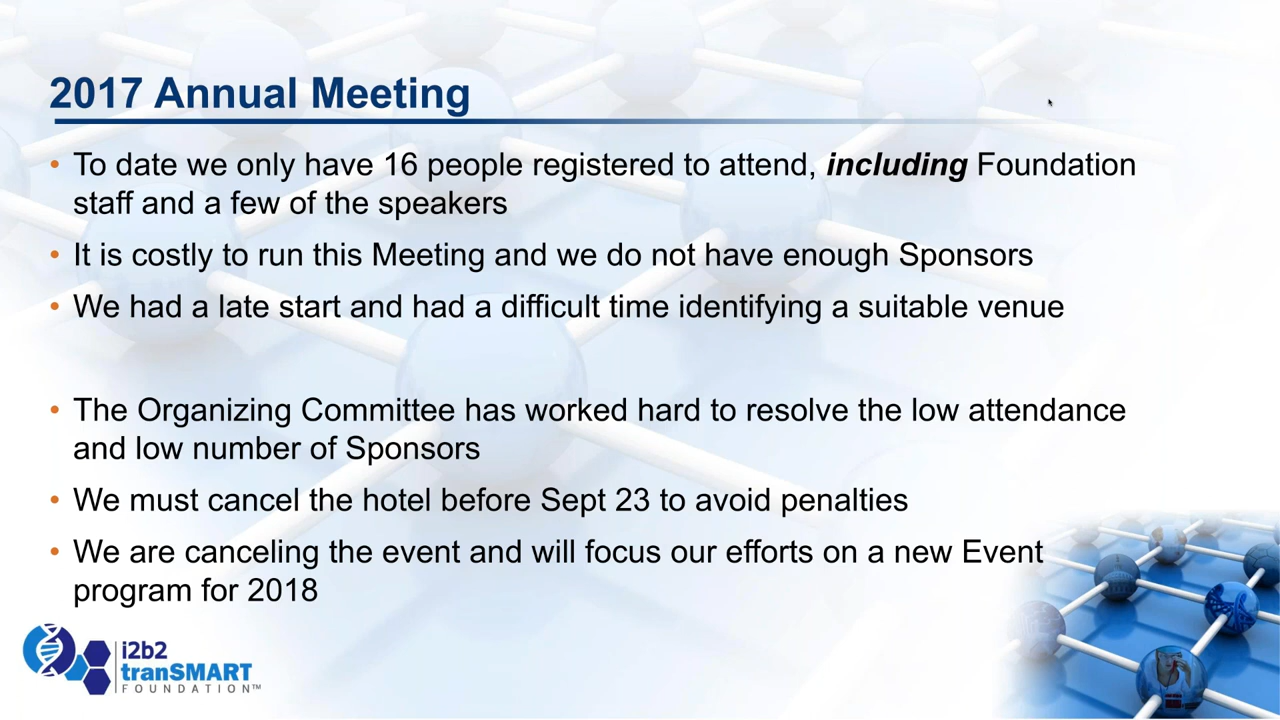 2017 Annual Meeting
• To date we only have 16 people registered to attend, including Foundation
staff and a few of the speakers
• It is costly to run this Meeting and we do not have enough Sponsors
• We had a late start and had a difficult time identifying a suitable venue
• The Organizing Committee has worked hard to resolve the low attendance
and low number of Sponsors
• We must cancel the hotel before Sept 23 to avoid penalties
• We are canceling the event and will focus our efforts on a new Event
program for 2018
i2b2
tranSMART
FOUNDATION™